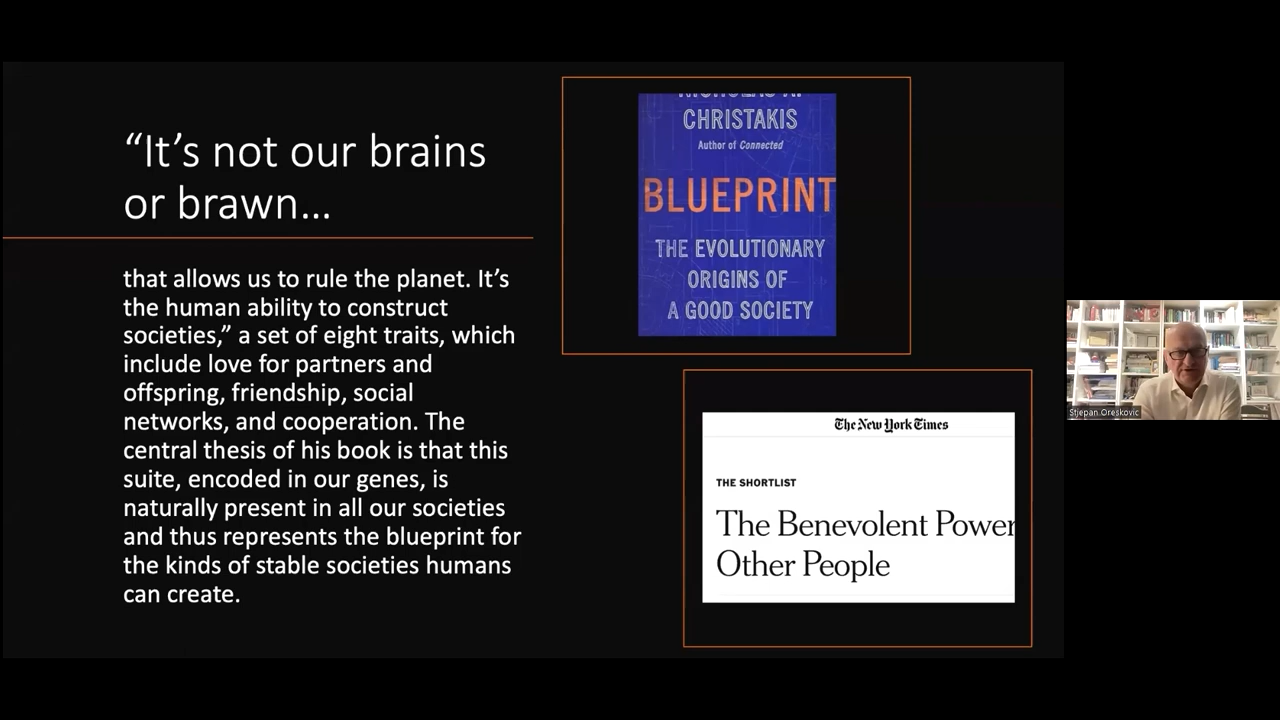 “It’s not our brains
or brawn…
that allows us to rule the planet. It’s
the human ability to construct
societies,” a set of eight traits, which
include love for partners and
offspring, friendship, social
networks, and cooperation. The
central thesis of his book is that this
suite, encoded in our genes, is
naturally present in all our societies
and thus represents the blueprint for
the kinds of stable societies humans
can create.
CHRISTAKIS
Author of Connected
BLUEPRINT
THE EVOLUTIONARY
ORIGINS OF
A GOOD SOCIETY
The New York Times
THE SHORTLIST
The Benevolent Power
Other People
Stjepan Oreskovic